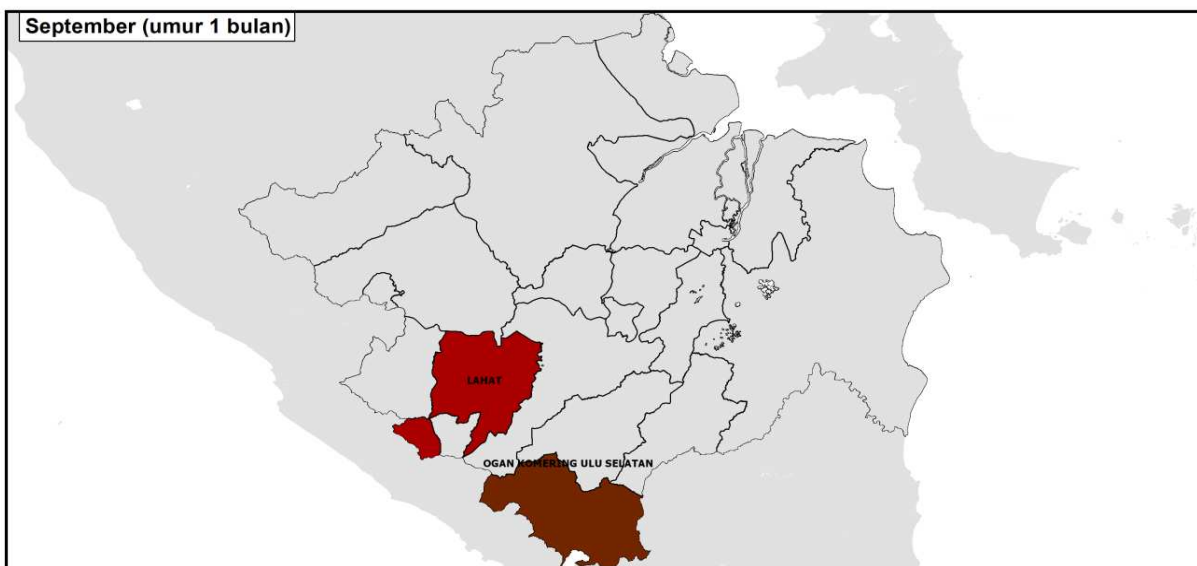 September (umur 1 bulan)
LAHAT
OGAN KOMERING ULU SELATAN